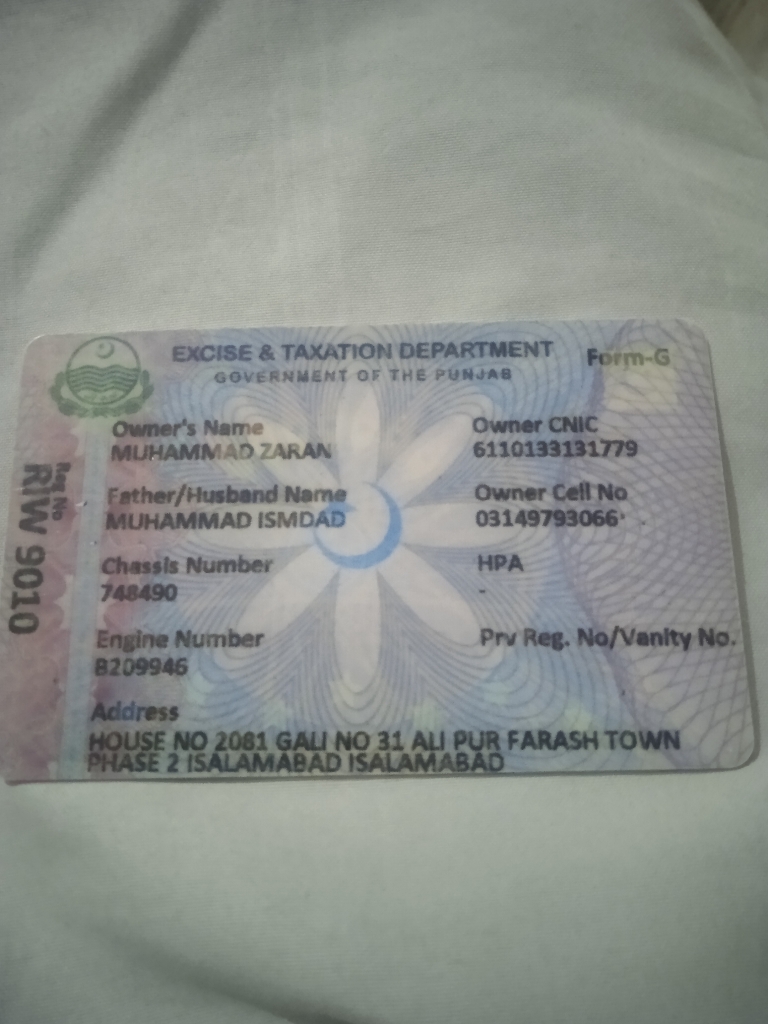 EXCISE & TAXATION DEPARTMENT
Form-G
GOVERNMENT OF THE PUNJAB
Reg No
RIW 9010
Owner's Name
MUHAMMAD ZARAN
Owner CNIC
6110133131779
Father/Husband Name
MUHAMMAD ISMDAD
Owner Cell No
03149793066
Chassis Number
748490
HPA
-
Engine Number
B209946
Prv Reg. No/Vanity No.
Address
HOUSE NO 2081 GALI NO 31 ALI PUR FARASH TOWN
PHASE 2 ISALAMABAD ISALAMABAD